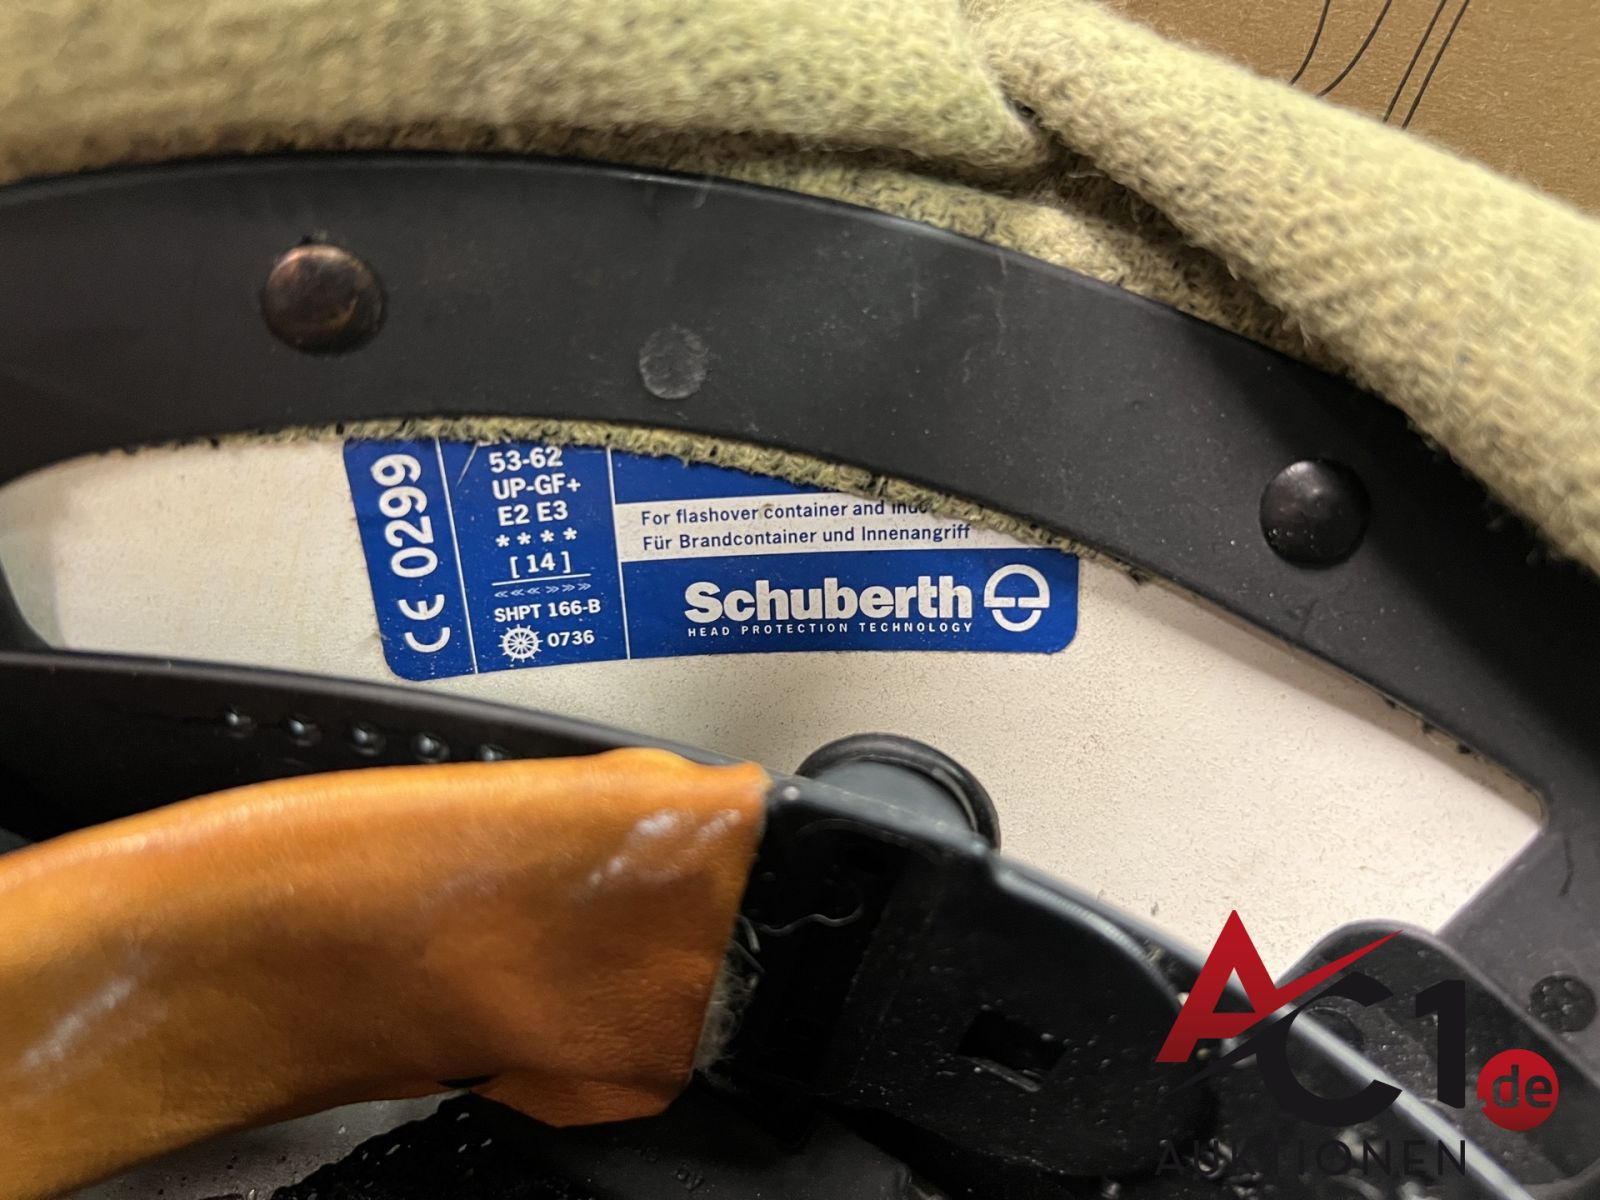 CE 0299
53-62
UP-GF+
E2 E3
****
[ 14 ]
««« »»»
SHPT 166-B
0736
For flashover container and
Für Brandcontainer und Innenangriff
Schuberth
HEAD PROTECTION TECHNOLOGY
AC1.de
AUKTIONEN